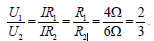 U₁/U₂ = IR₁/IR₂ = R₁/R₂| = 4Ω/6Ω = 2/3.